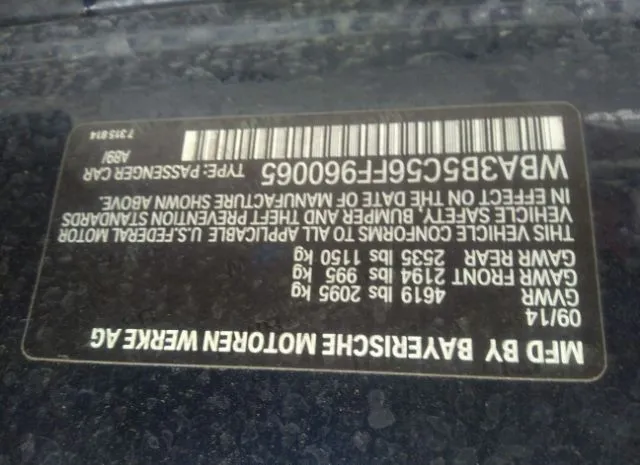 MFD BY BAYERISCHE MOTOREN WERKE AG
09/14
GVWR 4619 lbs 2095 kg
GAWR FRONT 2194 lbs 995 kg
GAWR REAR 2535 lbs 1150 kg
THIS VEHICLE CONFORMS TO ALL APPLICABLE U.S.FEDERAL MOTOR
VEHICLE SAFETY, BUMPER AND THEFT PREVENTION STANDARDS
IN EFFECT ON THE DATE OF MANUFACTURE SHOWN ABOVE.
WBA3B5C56FF960065 TYPE: PASSENGER CAR
A89/
7315814